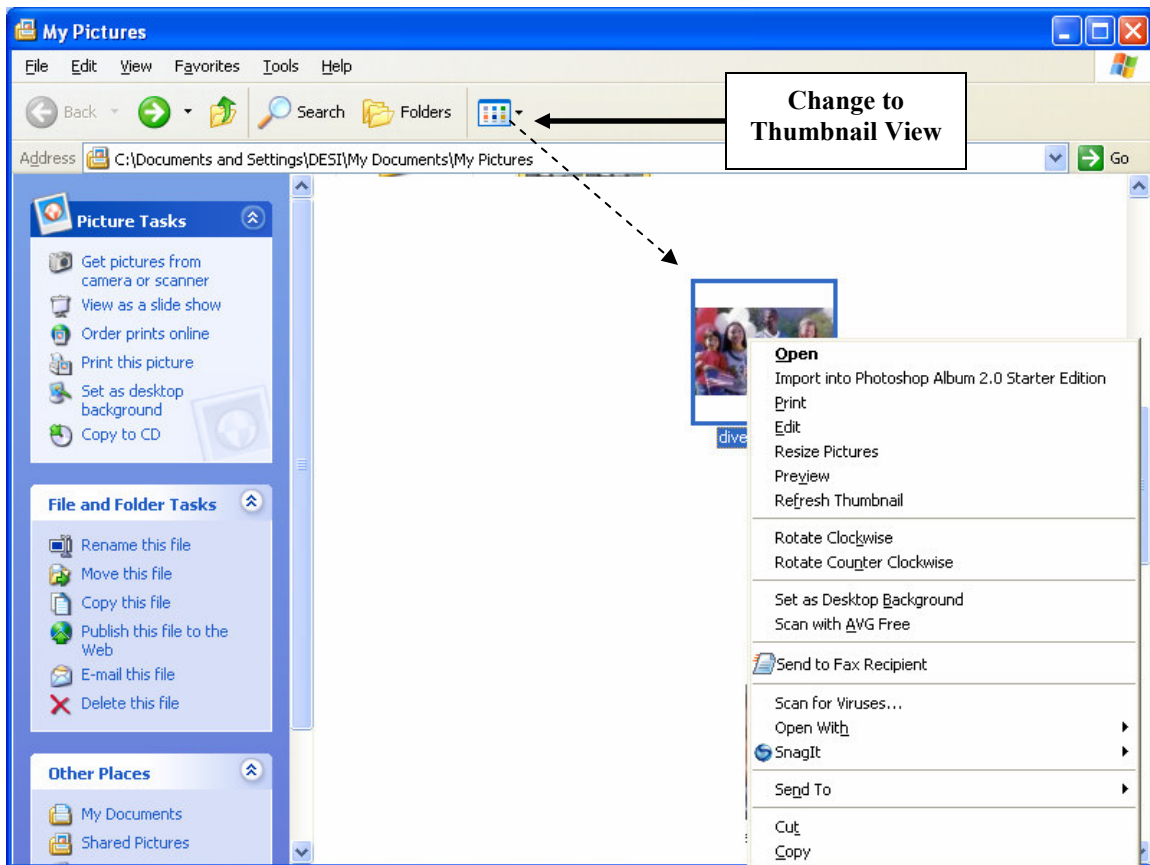 My Pictures
File Edit View Favorites Tools Help
Back Search Folders
Change to
Thumbnail View
Address C:\Documents and Settings\DESI\My Documents\My Pictures Go
Picture Tasks
Get pictures from
camera or scanner
View as a slide show
Order prints online
Print this picture
Set as desktop
background
Copy to CD
File and Folder Tasks
Rename this file
Move this file
Copy this file
Publish this file to the
Web
E-mail this file
Delete this file
Other Places
My Documents
Shared Pictures
dive
Open
Import into Photoshop Album 2.0 Starter Edition
Print
Edit
Resize Pictures
Preview
Refresh Thumbnail
Rotate Clockwise
Rotate Counter Clockwise
Set as Desktop Background
Scan with AVG Free
Send to Fax Recipient
Scan for Viruses...
Open With
SnagIt
Send To
Cut
Copy